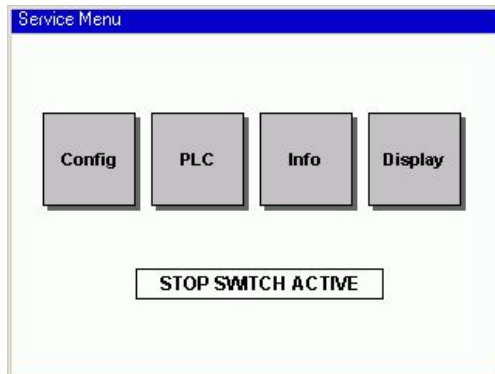 Service Menu
Config PLC Info Display
STOP SWITCH ACTIVE